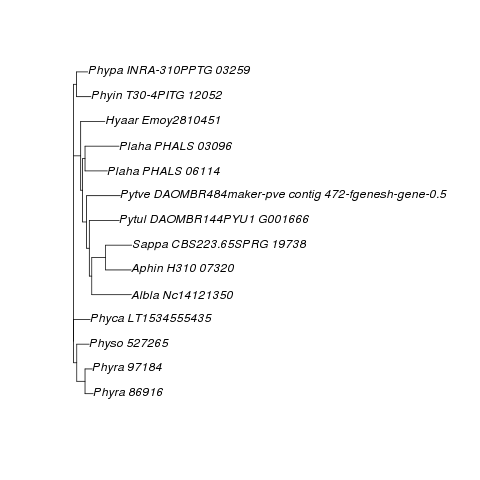 Phypa INRA-310PPTG 03259
Phyin T30-4PITG 12052
Hyaar Emoy2810451
Plaha PHALS 03096
Plaha PHALS 06114
Pytve DAOMBR484maker-pve contig 472-fgenesh-gene-0.5
Pytul DAOMBR144PYU1 G001666
Sappa CBS223.65SPRG 19738
Aphin H310 07320
Albla Nc14121350
Phyca LT1534555435
Physo 527265
Phyra 97184
Phyra 86916